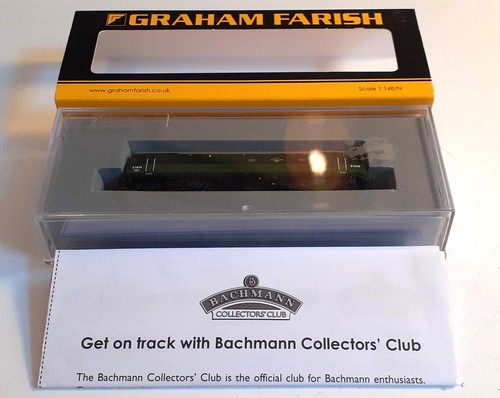 GRAHAM FARISH
www.grahamfarish.co.uk
Scale 1:148/N
BACHMANN
COLLECTORS' CLUB
Get on track with Bachmann Collectors' Club
The Bachmann Collectors' Club is the official club for Bachmann enthusiasts.